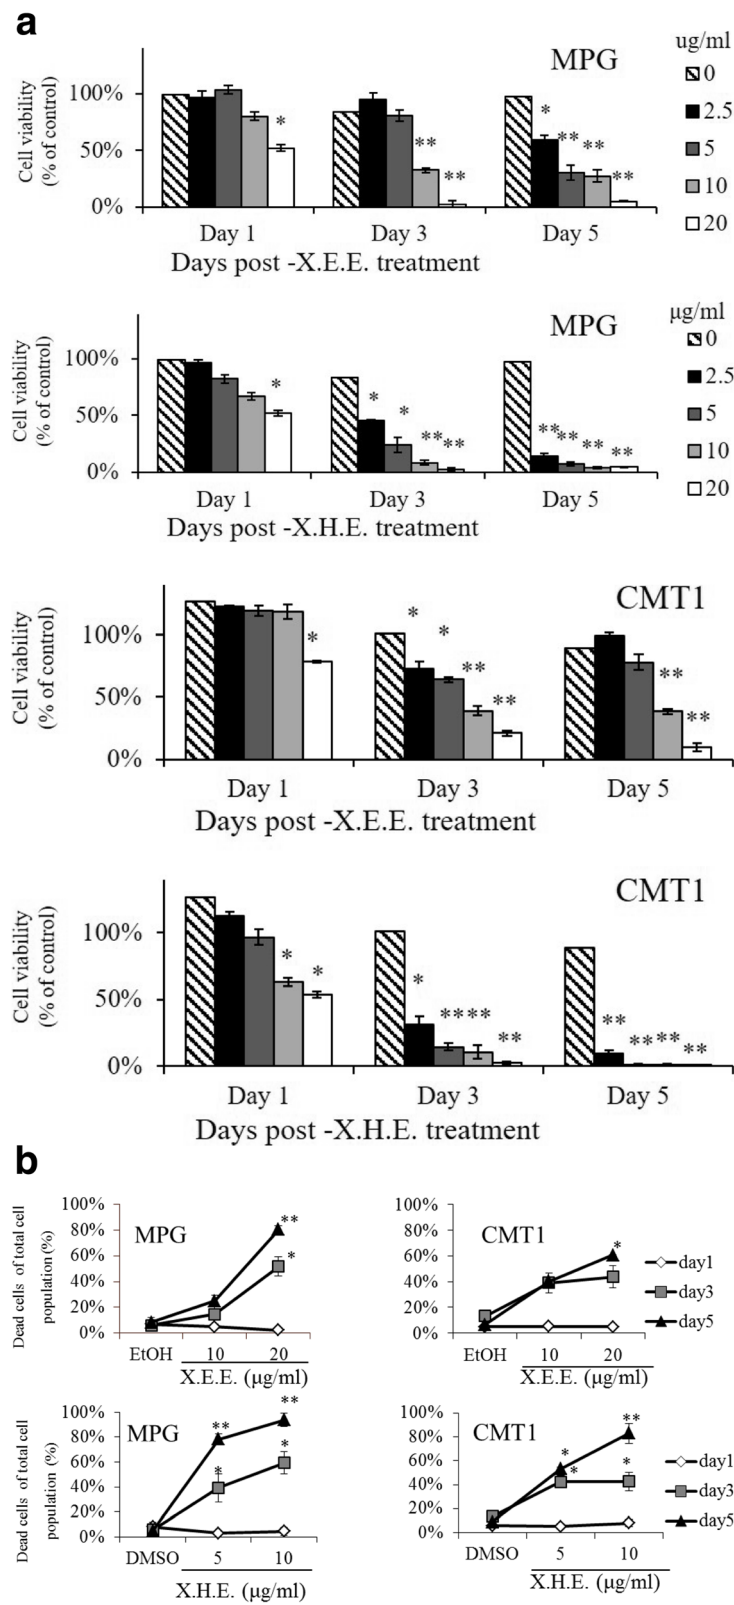 a
MPG
ug/ml
0
2.5
5
10
20
Cell viability
(% of control)
100%
50%
0%
*
**
**
*
**
**
**
Day 1
Day 3
Day 5
Days post -X.E.E. treatment
MPG
µg/ml
0
2.5
5
10
20
Cell viability
(% of control)
100%
50%
0%
*
*
*
**
**
**
**
**
**
Day 1
Day 3
Day 5
Days post -X.H.E. treatment
CMT1
Cell viability
(% of control)
100%
50%
0%
*
*
*
**
**
**
**
Day 1
Day 3
Day 5
Days post -X.E.E. treatment
CMT1
Cell viability
(% of control)
100%
50%
0%
*
*
*
****
**
**
**
**
**
Day 1
Day 3
Day 5
Days post -X.H.E. treatment
b
Dead cells of total cell
population (%)
100%
80%
60%
40%
20%
0%
MPG
**
*
EtOH
10
20
X.E.E. (µg/ml)
100%
80%
60%
40%
20%
0%
CMT1
*
day1
day3
day5
EtOH
10
20
X.E.E. (µg/ml)
Dead cells of total cell
population (%)
100%
80%
60%
40%
20%
0%
MPG
**
**
*
*
DMSO
5
10
X.H.E. (µg/ml)
100%
80%
60%
40%
20%
0%
CMT1
**
*
*
*
day1
day3
day5
DMSO
5
10
X.H.E. (µg/ml)